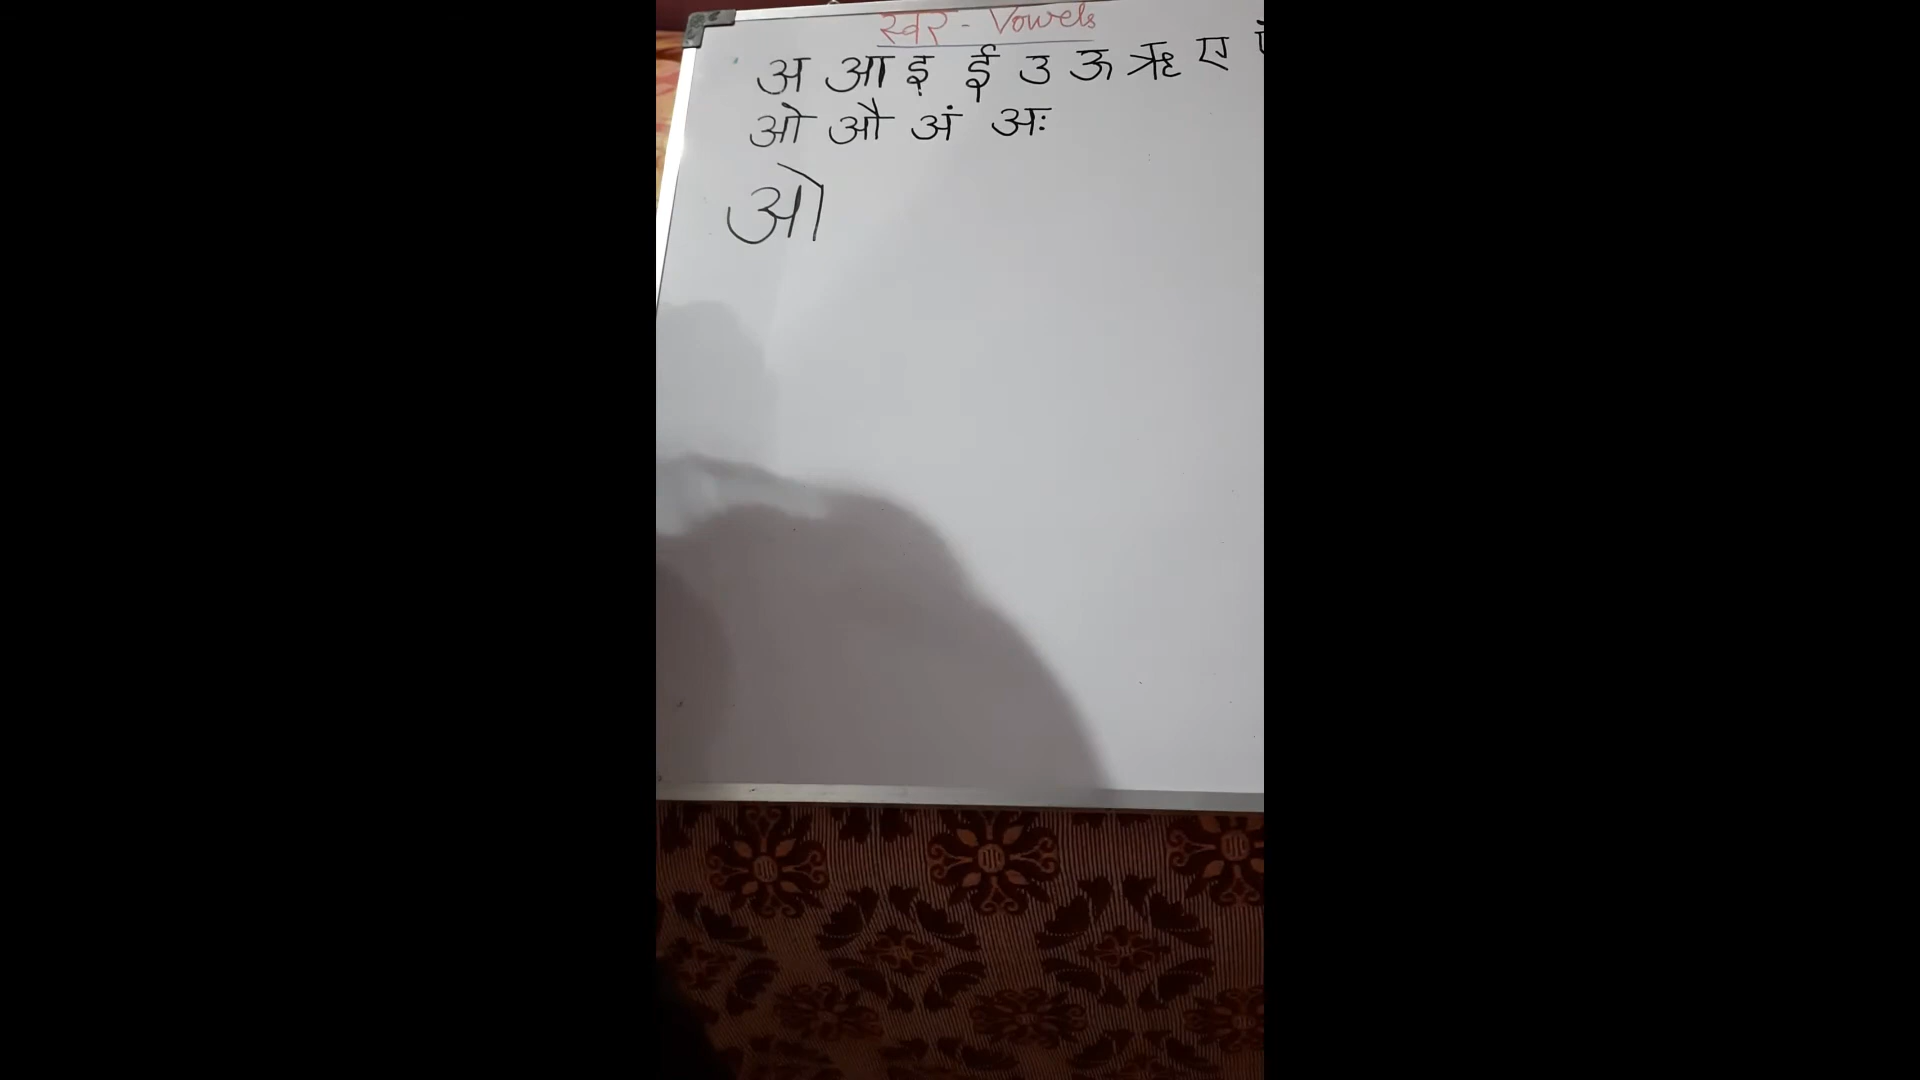 स्वर - Vowels
अ आ इ ई उ ऊ ऋ ए
ओ औ अं अः
ओ